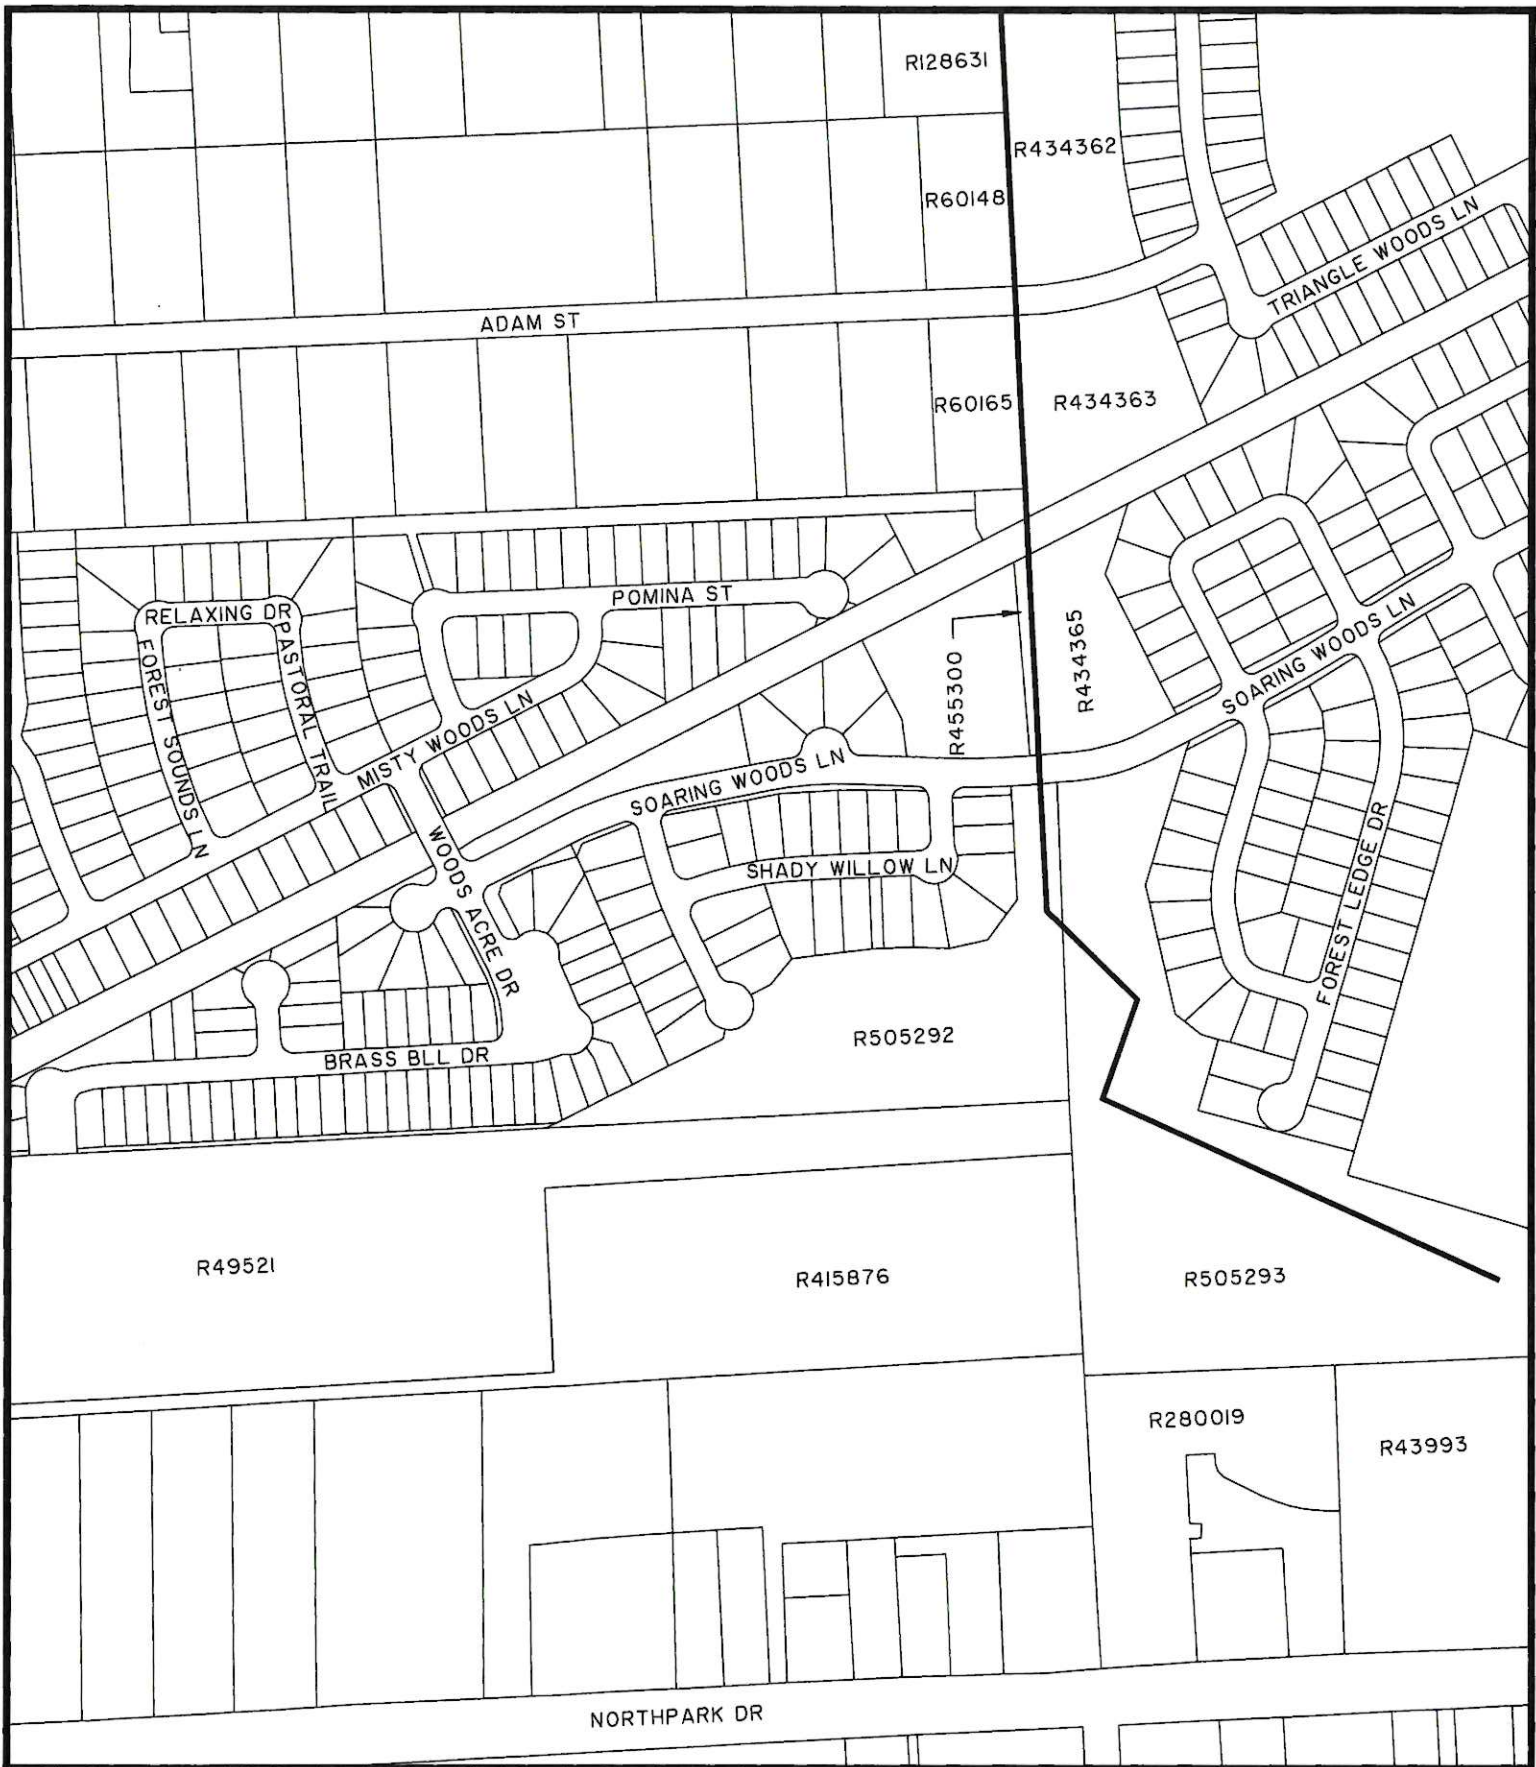 R128631
R434362
R60148
TRIANGLE WOODS LN
ADAM ST
R60165
R434363
POMINA ST
RELAXING DR
FOREST SOUNDS LN
PASTORAL TRAIL
R455300
R434365
SOARING WOODS LN
MISTY WOODS LN
SOARING WOODS LN
WOODS ACRE DR
SHADY WILLOW LN
FOREST LEDGE DR
R505292
BRASS BLL DR
R49521
R415876
R505293
R280019
R43993
NORTHPARK DR